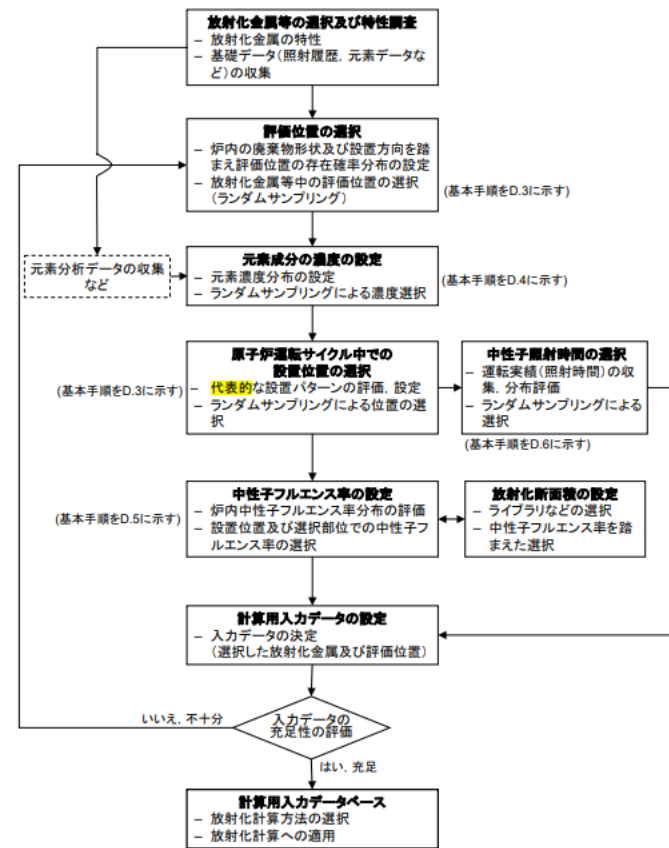 放射化金属等の選択及び特性調査
− 放射化金属の特性
− 基礎データ(照射履歴, 元素データな
ど)の収集
評価位置の選択
− 炉内の廃棄物形状及び設置方向を踏
まえ評価位置の存在確率分布の設定
− 放射化金属等中の評価位置の選択
(ランダムサンプリング)
(基本手順をD.3に示す)
元素分析データの収集
など
元素成分の濃度の設定
− 元素濃度分布の設定
− ランダムサンプリングによる濃度選択
(基本手順をD.4に示す)
原子炉運転サイクル中での
設置位置の選択
− 代表的な設置パターンの評価, 設定
− ランダムサンプリングによる位置の選
択
(基本手順をD.3に示す)
中性子照射時間の選択
− 運転実績(照射時間)の収
集, 分布評価
− ランダムサンプリングによる
選択
(基本手順をD.6に示す)
中性子フルエンス率の設定
− 炉内中性子フルエンス率分布の評価
− 設置位置及び選択部位での中性子フ
ルエンス率の選択
(基本手順をD.5に示す)
放射化断面積の設定
− ライブラリなどの選択
− 中性子フルエンス率を踏
まえた選択
計算用入力データの設定
− 入力データの決定
(選択した放射化金属及び評価位置)
いいえ, 不十分
入力データの
充足性の評価
はい, 充足
計算用入力データベース
− 放射化計算方法の選択
− 放射化計算への適用